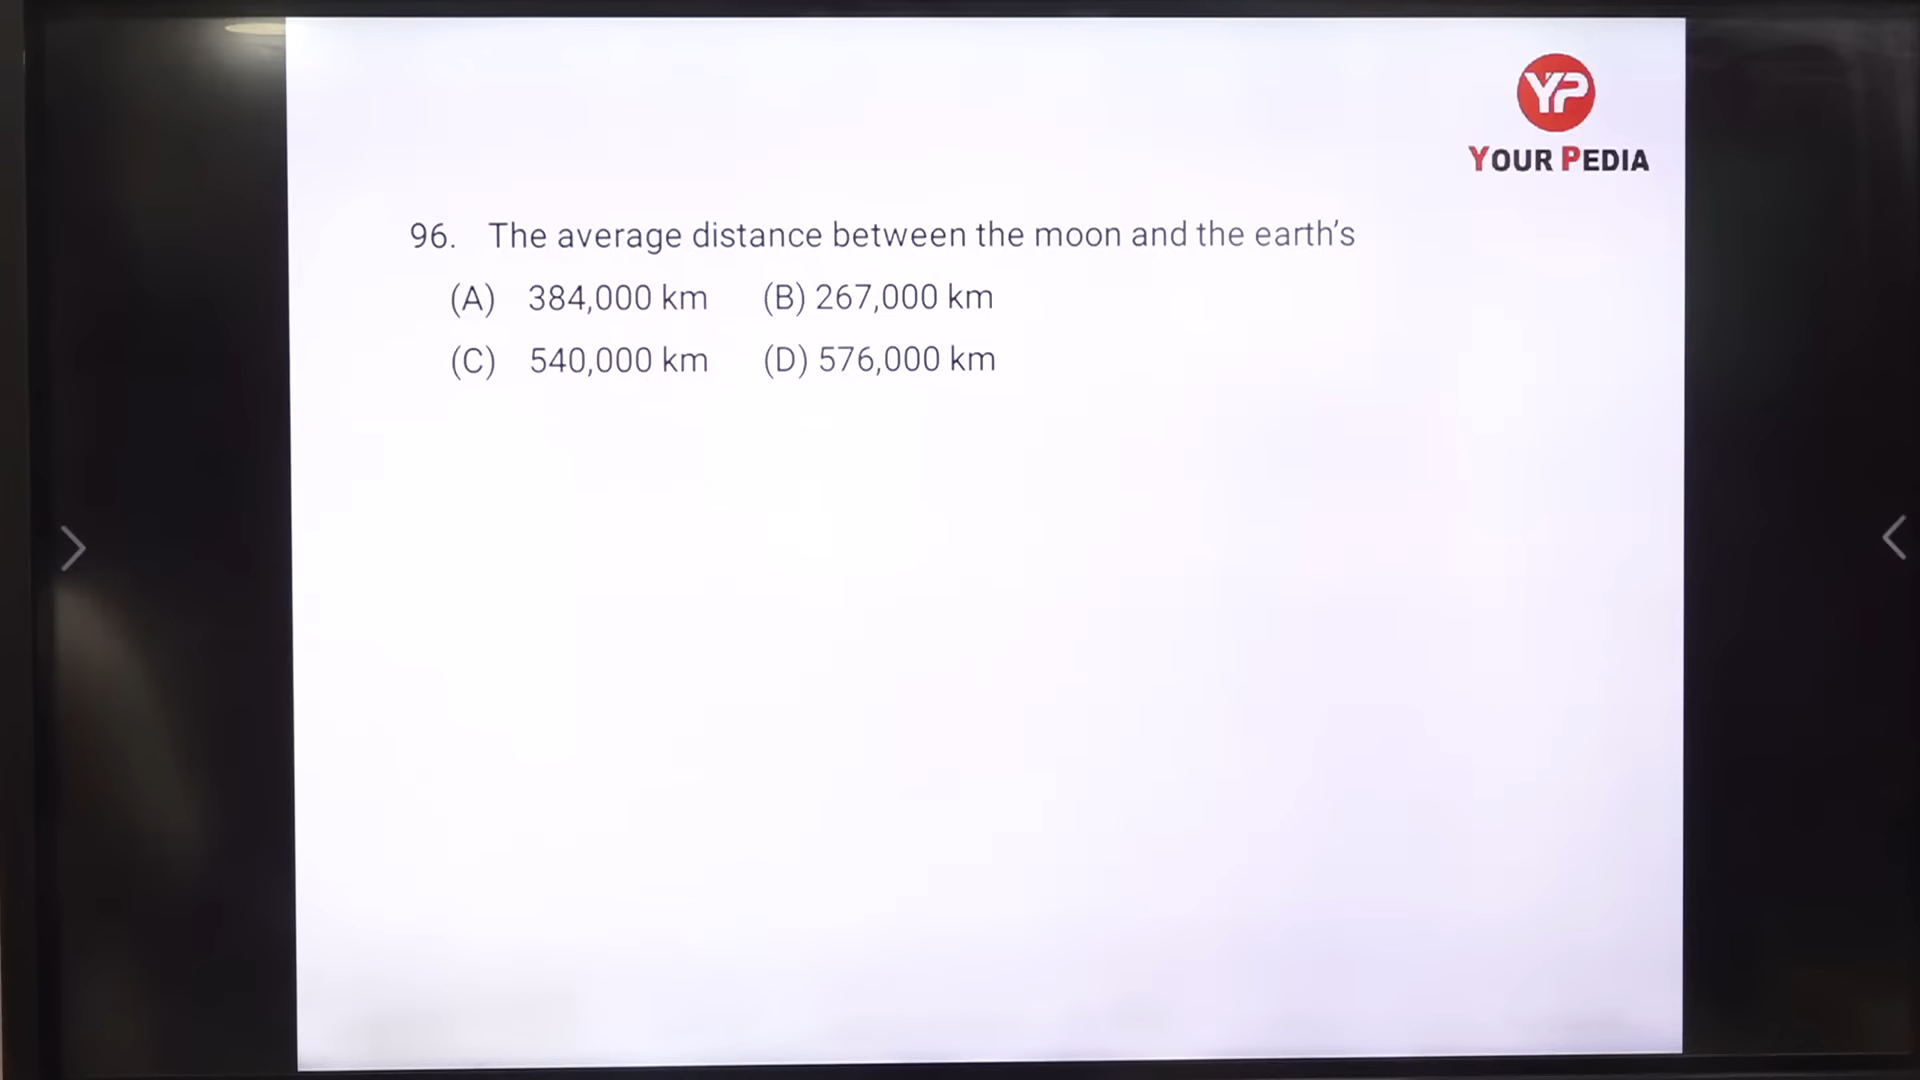 YP
YOUR PEDIA
96. The average distance between the moon and the earth's
(A) 384,000 km (B) 267,000 km
(C) 540,000 km (D) 576,000 km